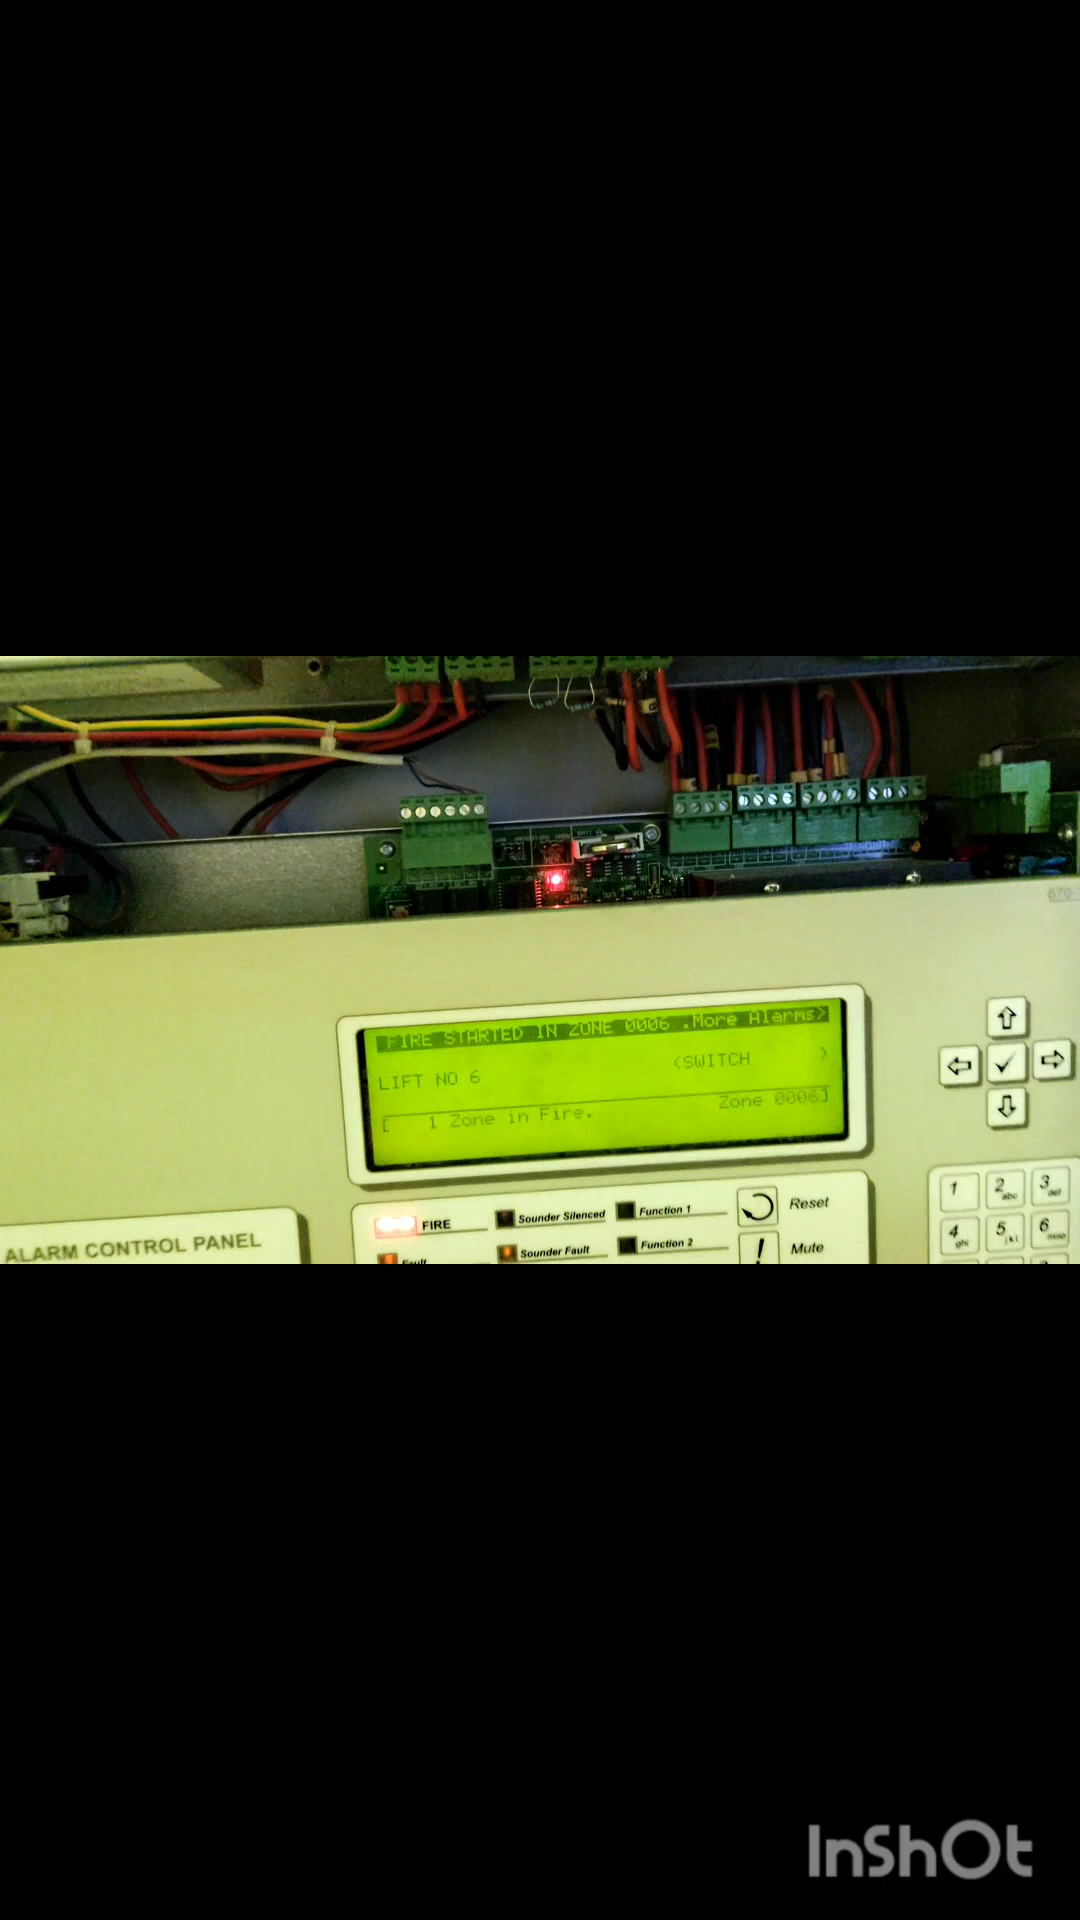 670-
FIRE STARTED IN ZONE 0006 .More Alarms>
(SWITCH )
LIFT NO 6
Zone 0006]
[ 1 Zone in Fire.
FIRE
Sounder Silenced
Function 1
Reset
Fault
Sounder Fault
Function 2
! Mute
ALARM CONTROL PANEL
1
2 abc
3 def
4 ghi
5 jkl
6 mno
InShOt